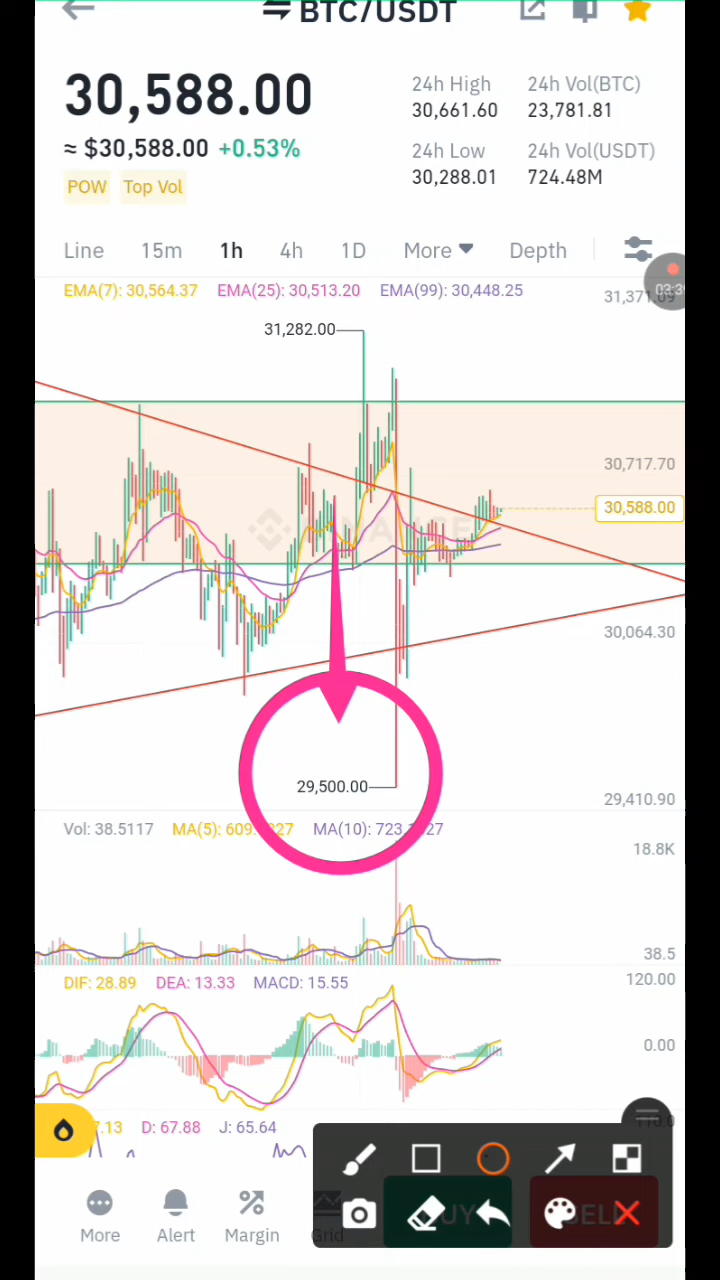 BTC/USDT
30,588.00
24h High
24h Vol(BTC)
30,661.60
23,781.81
≈ $30,588.00 +0.53%
24h Low
24h Vol(USDT)
30,288.01
724.48M
POW
Top Vol
Line
15m
1h
4h
1D
More
Depth
EMA(7): 30,564.37
EMA(25): 30,513.20
EMA(99): 30,448.25
31,282.00
30,717.70
30,588.00
30,064.30
29,500.00
29,410.90
Vol: 38.5117
MA(10): 723
18.8K
38.5
DIF: 28.89
DEA: 13.33
MACD: 15.55
120.00
0.00
D: 67.88
J: 65.64
More
Alert
Margin
Grid